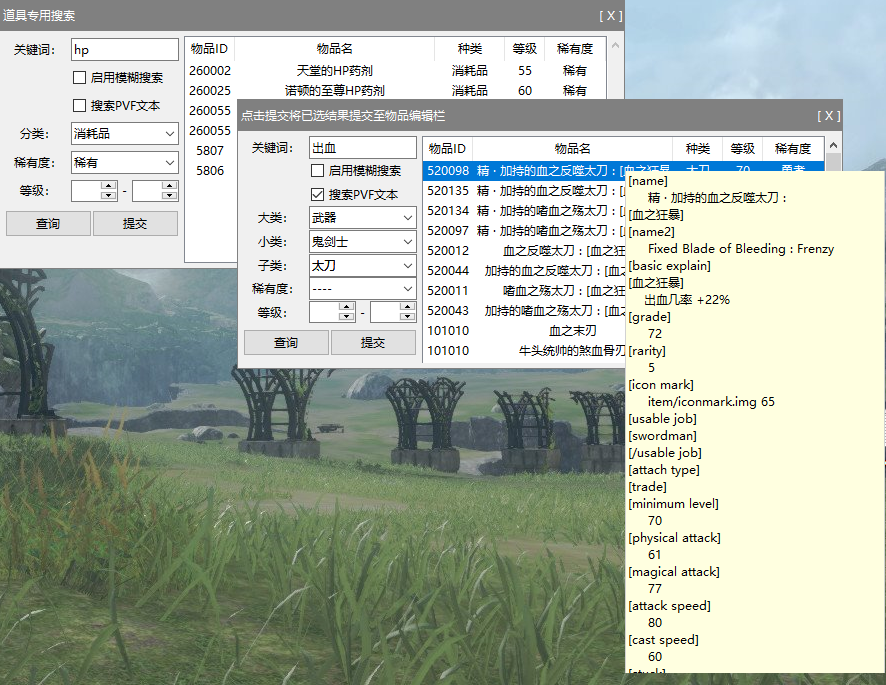 道具专用搜索 [ X ]
关键词: hp
启用模糊搜索
搜索PVF文本
分类: 消耗品
稀有度: 稀有
等级: -
查询 提交
物品ID 物品名 种类 等级 稀有度
260002 天堂的HP药剂 消耗品 55 稀有
260025 诺顿的至尊HP药剂 消耗品 60 稀有
260055
260055
5807
5806
点击提交将已选结果提交至物品编辑栏 [ X ]
关键词: 出血
启用模糊搜索
搜索PVF文本
大类: 武器
小类: 鬼剑士
子类: 太刀
稀有度: ----
等级: -
查询 提交
物品ID 物品名 种类 等级 稀有度
520098 精·加持的血之反噬太刀:[血之狂暴 太刀 70 勇者
520135 精·加持的血之反噬太刀:[血
520134 精·加持的嗜血之殇太刀:[血
520097 精·加持的嗜血之殇太刀:[血
520012 血之反噬太刀:[血之狂
520044 加持的血之反噬太刀:[血之
520011 嗜血之殇太刀:[血之狂
520043 加持的嗜血之殇太刀:[血之
101010 血之末刃
101010 牛头统帅的煞血骨刃
[name]
精·加持的血之反噬太刀:
[血之狂暴]
[name2]
Fixed Blade of Bleeding : Frenzy
[basic explain]
[血之狂暴]
出血几率 +22%
[grade]
72
[rarity]
5
[icon mark]
item/iconmark.img 65
[usable job]
[swordman]
[/usable job]
[attach type]
[trade]
[minimum level]
70
[physical attack]
61
[magical attack]
77
[attack speed]
80
[cast speed]
60